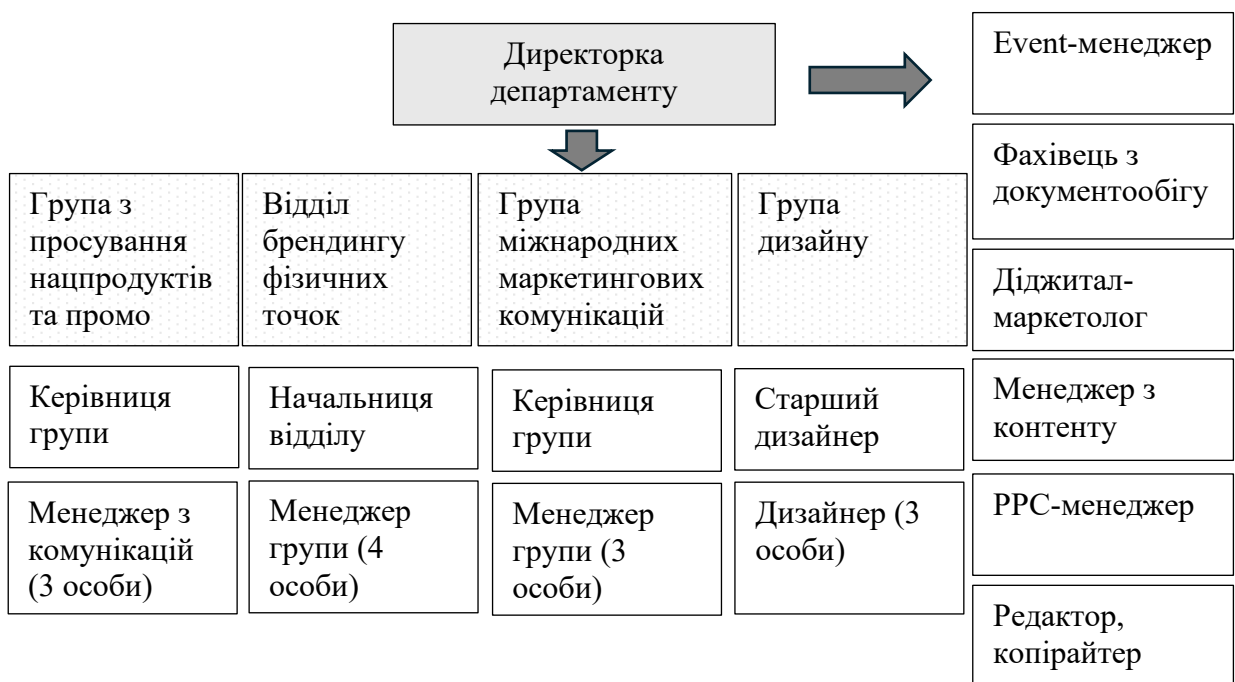 Директорка
департаменту
Event-менеджер
Фахівець з
документообігу
Діджитал-
маркетолог
Менеджер з
контенту
PPC-менеджер
Редактор,
копірайтер
Група з
просування
нацпродуктів
та промо
Керівниця
групи
Менеджер з
комунікацій
(3 особи)
Відділ
брендингу
фізичних
точок
Начальниця
відділу
Менеджер
групи (4
особи)
Група
міжнародних
маркетингових
комунікацій
Керівниця
групи
Менеджер
групи (3
особи)
Група
дизайну
Старший
дизайнер
Дизайнер (3
особи)